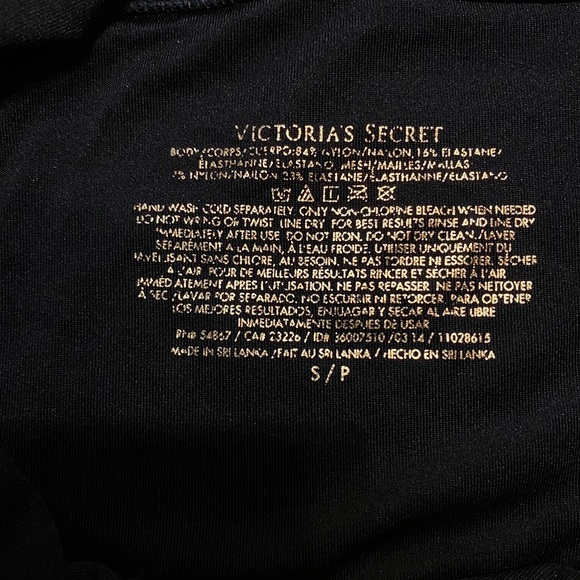 VICTORIA'S SECRET
BODY/CORPS/CUERPO:84% NYLON/NAILON, 16% ELASTANE/
ÉLASTHANNE/ELASTANO, MESH/MAILLES/MALLAS
NYLON/NAILON 23% ELASTANE/ÉLASTHANNE/ELASTANO
HAND WASH COLD SEPARATELY. ONLY NON-CHLORINE BLEACH WHEN NEEDED
DO NOT WRING OR TWIST. LINE DRY. FOR BEST RESULTS RINSE AND LINE DRY
IMMEDIATELY AFTER USE. DO NOT IRON. DO NOT DRY CLEAN./LAVER
SÉPARÉMENT À LA MAIN, À L'EAU FROIDE. UTILISER UNIQUEMENT DU
JAVELLISANT SANS CHLORE, AU BESOIN. NE PAS TORDRE NI ESSORER. SÉCHER
À L'AIR. POUR DE MEILLEURS RÉSULTATS RINCER ET SÉCHER À L'AIR
IMMÉDIATEMENT APRÈS L'UTILISATION. NE PAS REPASSER. NE PAS NETTOYER
À SEC./LAVAR POR SEPARADO. NO ESCURRIR NI RETORCER. PARA OBTENER
LOS MEJORES RESULTADOS, ENJUAGAR Y SECAR AL AIRE LIBRE
INMEDIATAMENTE DESPUES DE USAR
RN# 54867 / CA# 23226 / ID# 36007510 /03 14 / 11028615
MADE IN SRI LANKA /FAIT AU SRI LANKA / HECHO EN SRI LANKA
S / P